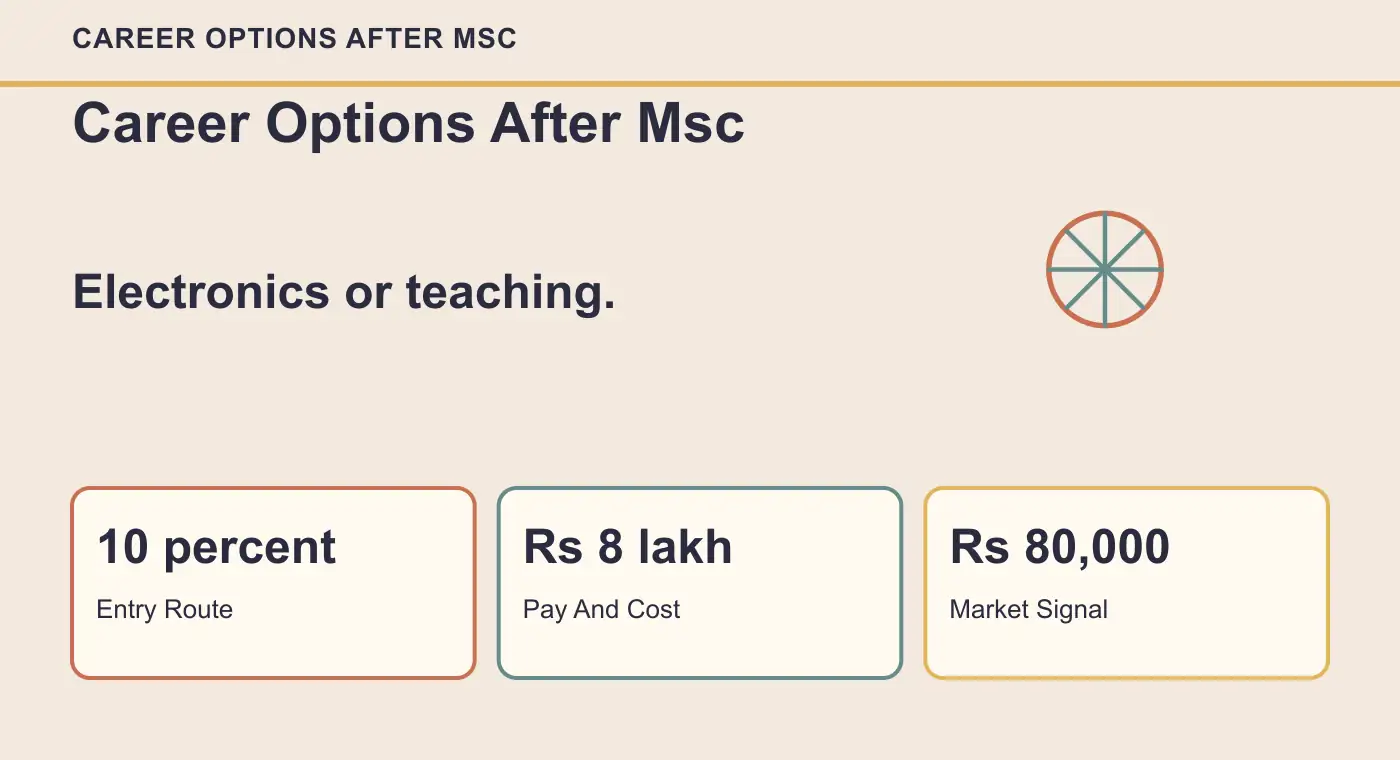 CAREER OPTIONS AFTER MSC
Career Options After Msc
Electronics or teaching.
10 percent
Entry Route
Rs 8 lakh
Pay And Cost
Rs 80,000
Market Signal